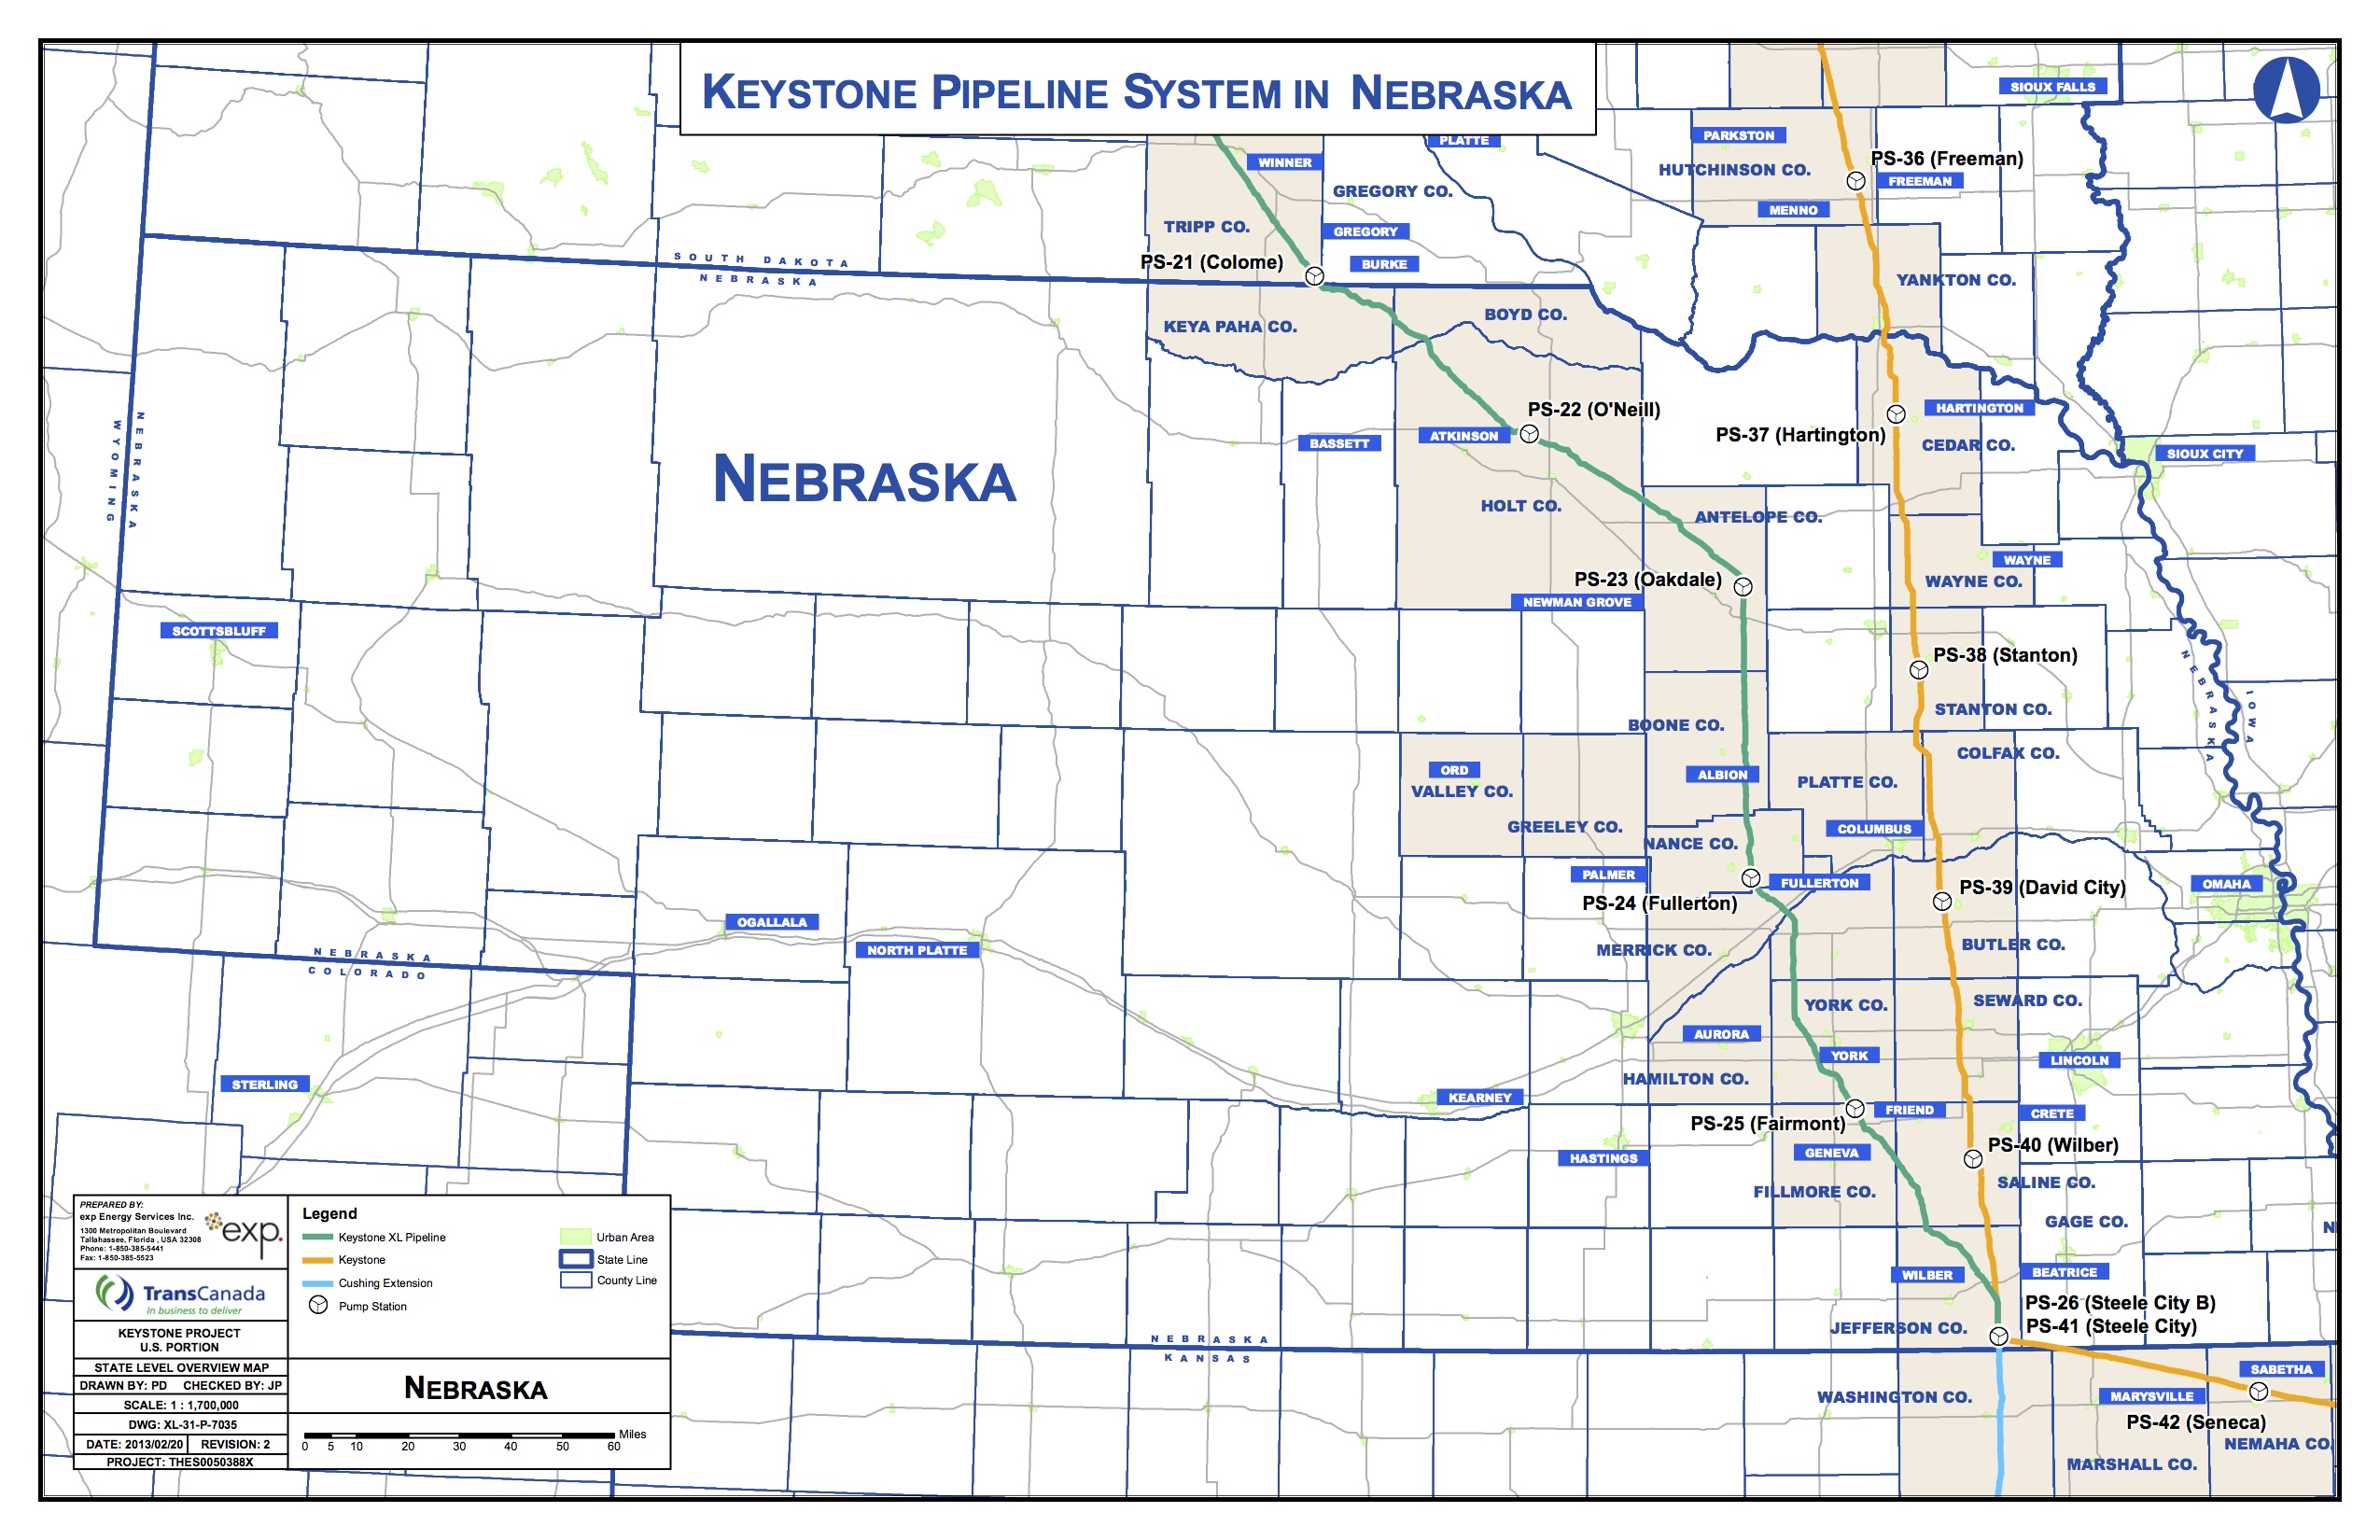 KEYSTONE PIPELINE SYSTEM IN NEBRASKA
SIOUX FALLS
PLATTE
PARKSTON
WINNER
PS-36 (Freeman)
HUTCHINSON CO.
FREEMAN
GREGORY CO.
MENNO
TRIPP CO.
GREGORY
SOUTH DAKOTA
NEBRASKA
PS-21 (Colome)
BURKE
YANKTON CO.
KEYA PAHA CO.
BOYD CO.
WYOMING
NEBRASKA
PS-22 (O'Neill)
HARTINGTON
BASSETT
ATKINSON
PS-37 (Hartington)
CEDAR CO.
SIOUX CITY
NEBRASKA
HOLT CO.
ANTELOPE CO.
WAYNE
PS-23 (Oakdale)
WAYNE CO.
NEWMAN GROVE
SCOTTSBLUFF
PS-38 (Stanton)
NEBRASKA
IOWA
STANTON CO.
BOONE CO.
COLFAX CO.
ORD
ALBION
PLATTE CO.
VALLEY CO.
GREELEY CO.
COLUMBUS
NANCE CO.
PALMER
FULLERTON
PS-39 (David City)
OMAHA
PS-24 (Fullerton)
OGALLALA
NORTH PLATTE
MERRICK CO.
BUTLER CO.
NEBRASKA
COLORADO
YORK CO.
SEWARD CO.
AURORA
YORK
LINCOLN
STERLING
HAMILTON CO.
KEARNEY
FRIEND
CRETE
PS-25 (Fairmont)
PS-40 (Wilber)
HASTINGS
GENEVA
SALINE CO.
FILLMORE CO.
GAGE CO.
N
WILBER
BEATRICE
PS-26 (Steele City B)
JEFFERSON CO.
PS-41 (Steele City)
NEBRASKA
KANSAS
SABETHA
WASHINGTON CO.
MARYSVILLE
PS-42 (Seneca)
NEMAHA CO.
MARSHALL CO.
PREPARED BY:
exp Energy Services Inc.
1300 Metropolitan Boulevard
Tallahassee, Florida , USA 32308
Phone: 1-850-385-5441
Fax: 1-850-385-5523
exp.
TransCanada
In business to deliver
KEYSTONE PROJECT
U.S. PORTION
STATE LEVEL OVERVIEW MAP
DRAWN BY: PD CHECKED BY: JP
SCALE: 1 : 1,700,000
DWG: XL-31-P-7035
DATE: 2013/02/20 REVISION: 2
PROJECT: THES0050388X
Legend
Keystone XL Pipeline
Keystone
Cushing Extension
Pump Station
Urban Area
State Line
County Line
NEBRASKA
Miles
0 5 10 20 30 40 50 60